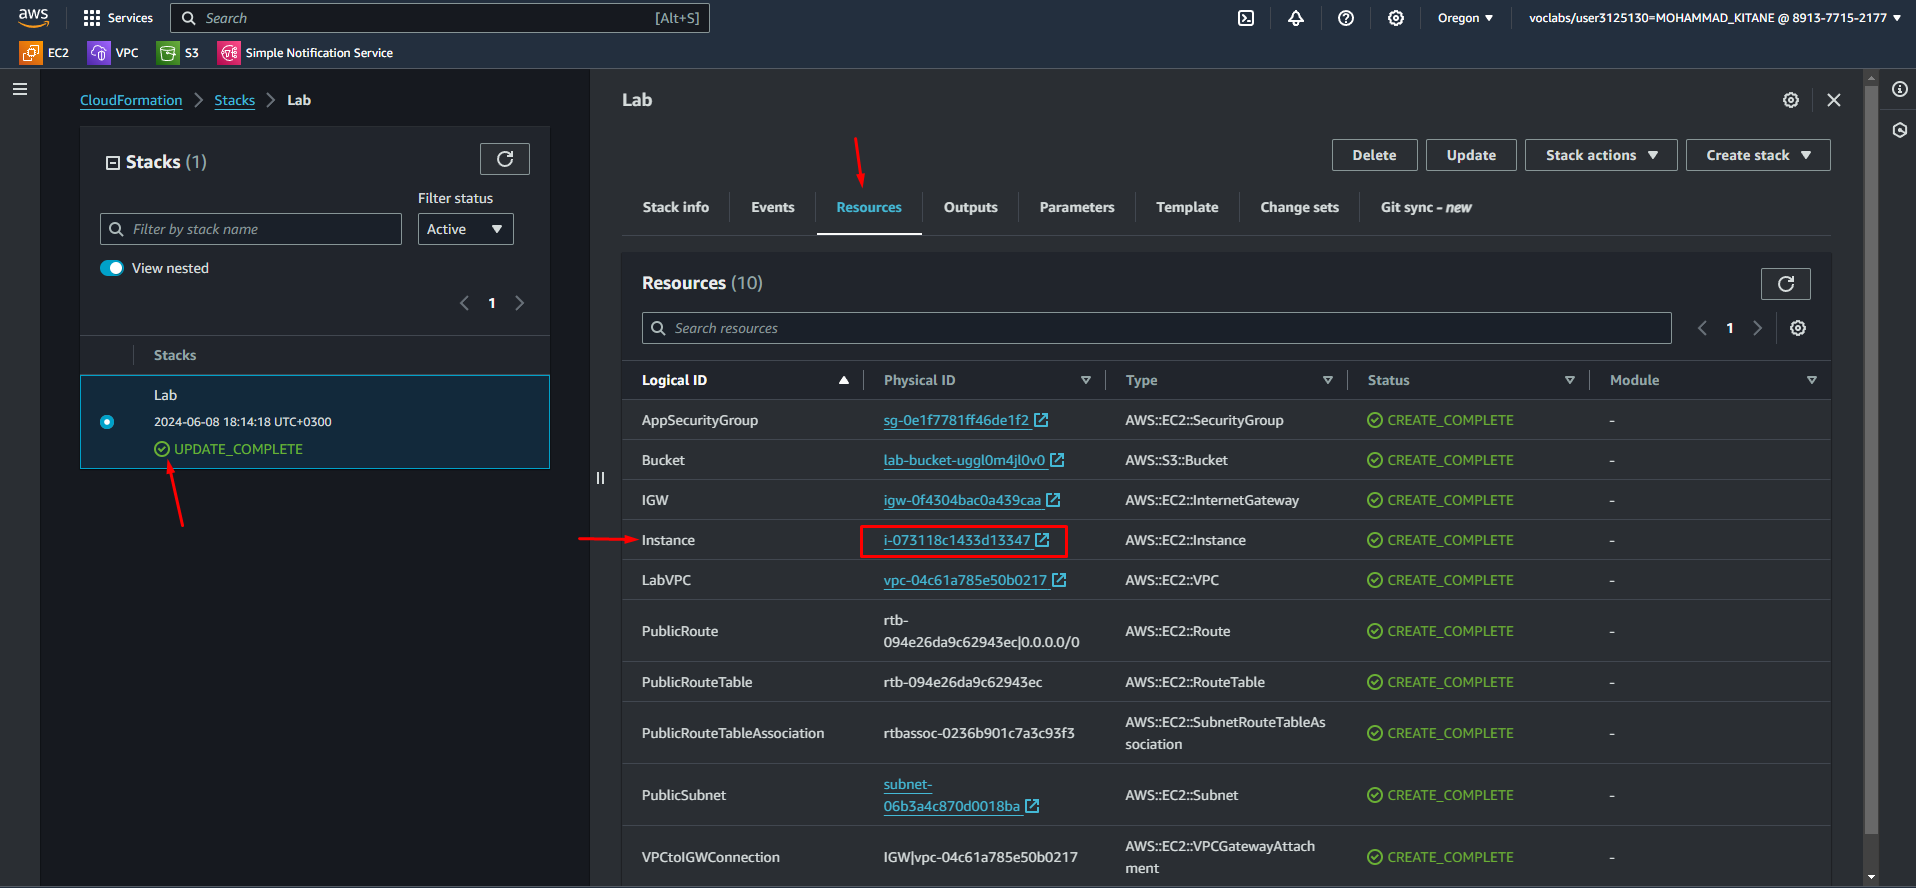 aws
Services
Search
[Alt+S]
Oregon
voclabs/user3125130=MOHAMMAD_KITANE @ 8913-7715-2177
EC2
VPC
S3
Simple Notification Service
CloudFormation
Stacks
Lab
Stacks (1)
Filter status
Filter by stack name
Active
View nested
1
Stacks
Lab
2024-06-08 18:14:18 UTC+0300
UPDATE_COMPLETE
Lab
Delete
Update
Stack actions
Create stack
Stack info
Events
Resources
Outputs
Parameters
Template
Change sets
Git sync - new
Resources (10)
Search resources
1
Logical ID
Physical ID
Type
Status
Module
AppSecurityGroup
sg-0e1f7781ff46de1f2
AWS::EC2::SecurityGroup
CREATE_COMPLETE
-
Bucket
lab-bucket-uggl0m4jl0v0
AWS::S3::Bucket
CREATE_COMPLETE
-
IGW
igw-0f4304bac0a439caa
AWS::EC2::InternetGateway
CREATE_COMPLETE
-
Instance
i-073118c1433d13347
AWS::EC2::Instance
CREATE_COMPLETE
-
LabVPC
vpc-04c61a785e50b0217
AWS::EC2::VPC
CREATE_COMPLETE
-
PublicRoute
rtb-
094e26da9c62943ec|0.0.0.0/0
AWS::EC2::Route
CREATE_COMPLETE
-
PublicRouteTable
rtb-094e26da9c62943ec
AWS::EC2::RouteTable
CREATE_COMPLETE
-
PublicRouteTableAssociation
rtbassoc-0236b901c7a3c93f3
AWS::EC2::SubnetRouteTableAs
sociation
CREATE_COMPLETE
-
PublicSubnet
subnet-
06b3a4c870d0018ba
AWS::EC2::Subnet
CREATE_COMPLETE
-
VPCtoIGWConnection
IGW|vpc-04c61a785e50b0217
AWS::EC2::VPCGatewayAttach
ment
CREATE_COMPLETE
-